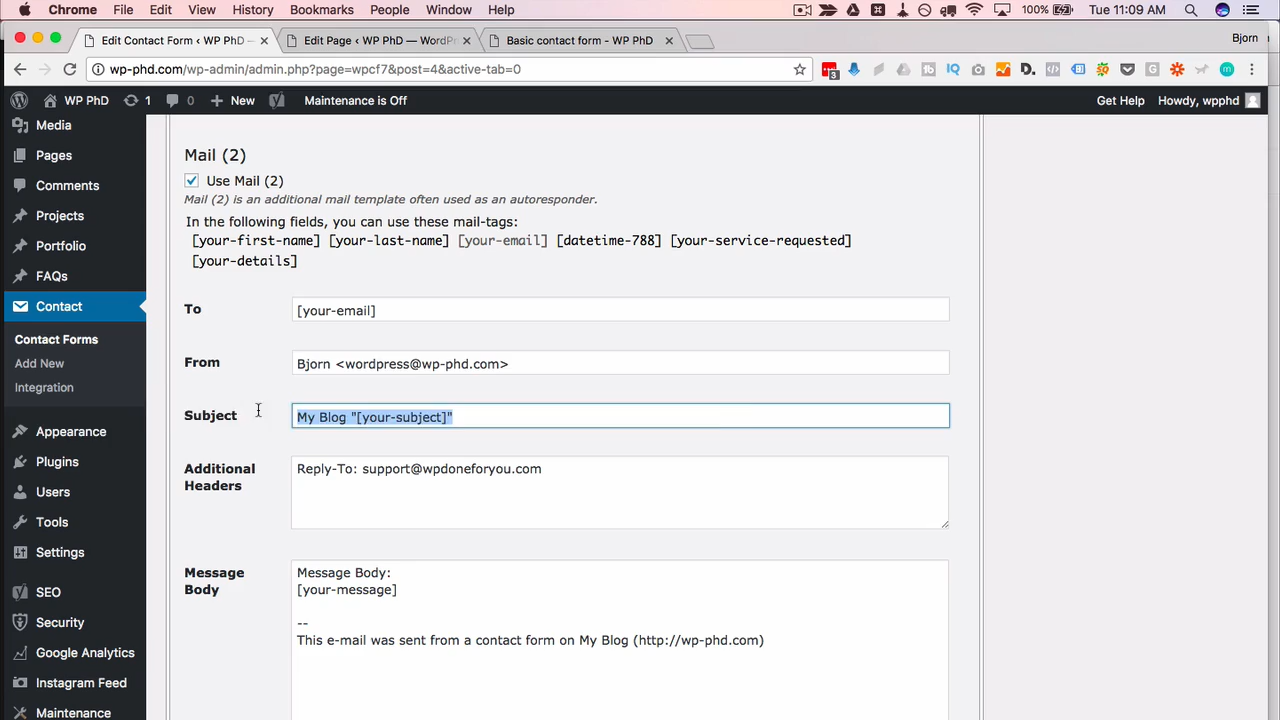 Chrome File Edit View History Bookmarks People Window Help 100% Tue 11:09 AM
Edit Contact Form ‹ WP PhD — Edit Page ‹ WP PhD — WordPr Basic contact form - WP PhD Bjorn
wp-phd.com/wp-admin/admin.php?page=wpcf7&post=4&active-tab=0
WP PhD 1 0 New Maintenance is Off Get Help Howdy, wpphd
Media
Pages
Comments
Projects
Portfolio
FAQs
Contact
Contact Forms
Add New
Integration
Appearance
Plugins
Users
Tools
Settings
SEO
Security
Google Analytics
Instagram Feed
Maintenance
Mail (2)
Use Mail (2)
Mail (2) is an additional mail template often used as an autoresponder.
In the following fields, you can use these mail-tags:
[your-first-name] [your-last-name] [your-email] [datetime-788] [your-service-requested]
[your-details]
To [your-email]
From Bjorn <wordpress@wp-phd.com>
Subject My Blog "[your-subject]"
Additional
Headers
Reply-To: support@wpdoneforyou.com
Message
Body
Message Body:
[your-message]
--
This e-mail was sent from a contact form on My Blog (http://wp-phd.com)